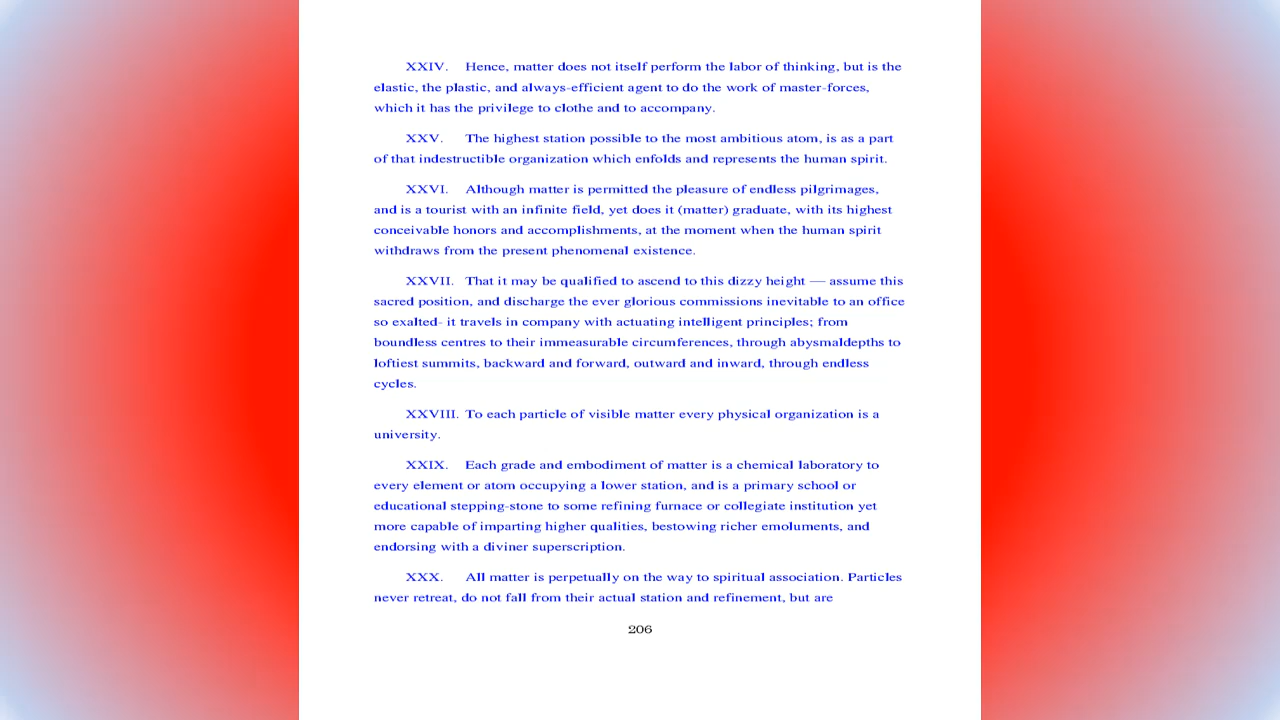 XXIV. Hence, matter does not itself perform the labor of thinking, but is the
elastic, the plastic, and always-efficient agent to do the work of master-forces,
which it has the privilege to clothe and to accompany.
XXV. The highest station possible to the most ambitious atom, is as a part
of that indestructible organization which enfolds and represents the human spirit.
XXVI. Although matter is permitted the pleasure of endless pilgrimages,
and is a tourist with an infinite field, yet does it (matter) graduate, with its highest
conceivable honors and accomplishments, at the moment when the human spirit
withdraws from the present phenomenal existence.
XXVII. That it may be qualified to ascend to this dizzy height — assume this
sacred position, and discharge the ever glorious commissions inevitable to an office
so exalted- it travels in company with actuating intelligent principles; from
boundless centres to their immeasurable circumferences, through abysmaldepths to
loftiest summits, backward and forward, outward and inward, through endless
cycles.
XXVIII. To each particle of visible matter every physical organization is a
university.
XXIX. Each grade and embodiment of matter is a chemical laboratory to
every element or atom occupying a lower station, and is a primary school or
educational stepping-stone to some refining furnace or collegiate institution yet
more capable of imparting higher qualities, bestowing richer emoluments, and
endorsing with a diviner superscription.
XXX. All matter is perpetually on the way to spiritual association. Particles
never retreat, do not fall from their actual station and refinement, but are
206